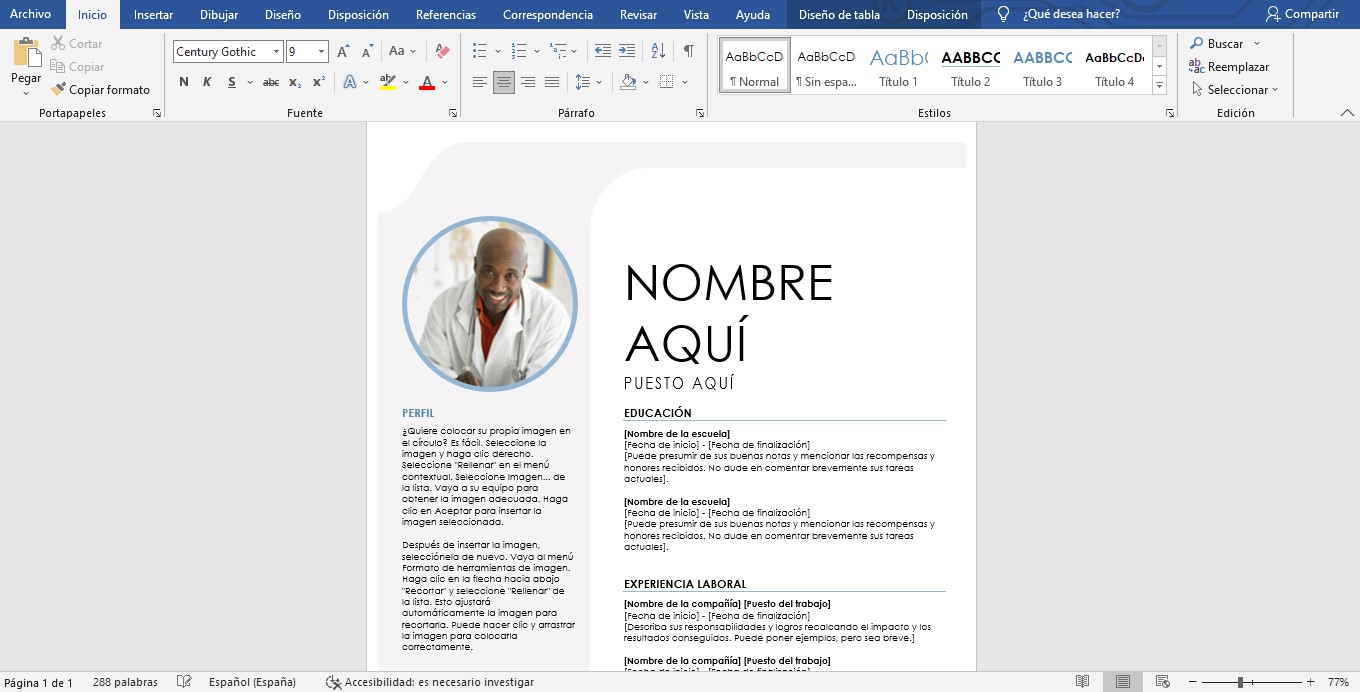 Archivo Inicio Insertar Dibujar Diseño Disposición Referencias Correspondencia Revisar Vista Ayuda Diseño de tabla Disposición ¿Qué desea hacer? Compartir
Pegar
Cortar
Copiar
Copiar formato
Portapapeles
Century Gothic 9 A A Aa A
N K S abc x₂ x² A ab A
Fuente
A Z ¶
Párrafo
AaBbCcD AaBbCcD AaBb( AABBCC AABBCC AaBbCcD
¶ Normal ¶ Sin espa... Título 1 Título 2 Título 3 Título 4
Estilos
Buscar
Reemplazar
Seleccionar
Edición
NOMBRE
AQUÍ
PUESTO AQUÍ
PERFIL
¿Quiere colocar su propia imagen en
el círculo? Es fácil. Seleccione la
imagen y haga clic derecho.
Seleccione "Rellenar" en el menú
contextual. Seleccione Imagen... de
la lista. Vaya a su equipo para
obtener la imagen adecuada. Haga
clic en Aceptar para insertar la
imagen seleccionada.
Después de insertar la imagen,
selecciónela de nuevo. Vaya al menú
Formato de herramientas de imagen.
Haga clic en la flecha hacia abajo
"Recortar" y seleccione "Rellenar" de
la lista. Esto ajustará
automáticamente la imagen para
recortarla. Puede hacer clic y arrastrar
la imagen para colocarla
correctamente.
EDUCACIÓN
[Nombre de la escuela]
[Fecha de inicio] - [Fecha de finalización]
[Puede presumir de sus buenas notas y mencionar las recompensas y
honores recibidos. No dude en comentar brevemente sus tareas
actuales].
[Nombre de la escuela]
[Fecha de inicio] - [Fecha de finalización]
[Puede presumir de sus buenas notas y mencionar las recompensas y
honores recibidos. No dude en comentar brevemente sus tareas
actuales].
EXPERIENCIA LABORAL
[Nombre de la compañía] [Puesto del trabajo]
[Fecha de inicio] - [Fecha de finalización]
[Describa sus responsabilidades y logros recalcando el impacto y los
resultados conseguidos. Puede poner ejemplos, pero sea breve.]
[Nombre de la compañía] [Puesto del trabajo]
[Fecha de inicio] - [Fecha de finalización]
Página 1 de 1 288 palabras Español (España) Accesibilidad: es necesario investigar 77%